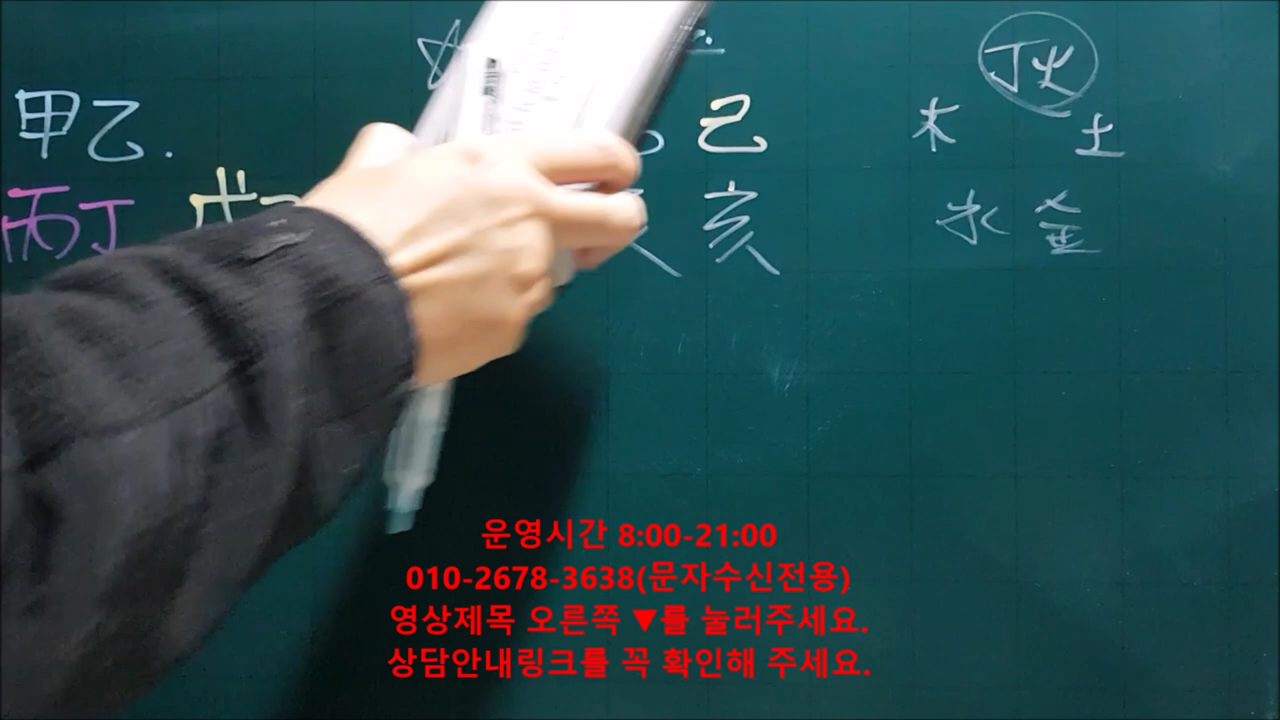 丁火
甲乙.
己
木
土
丙丁
戊
亥
水 金
운영시간 8:00-21:00
010-2678-3638(문자수신전용)
영상제목 오른쪽 ▼를 눌러주세요.
상담안내링크를 꼭 확인해 주세요.